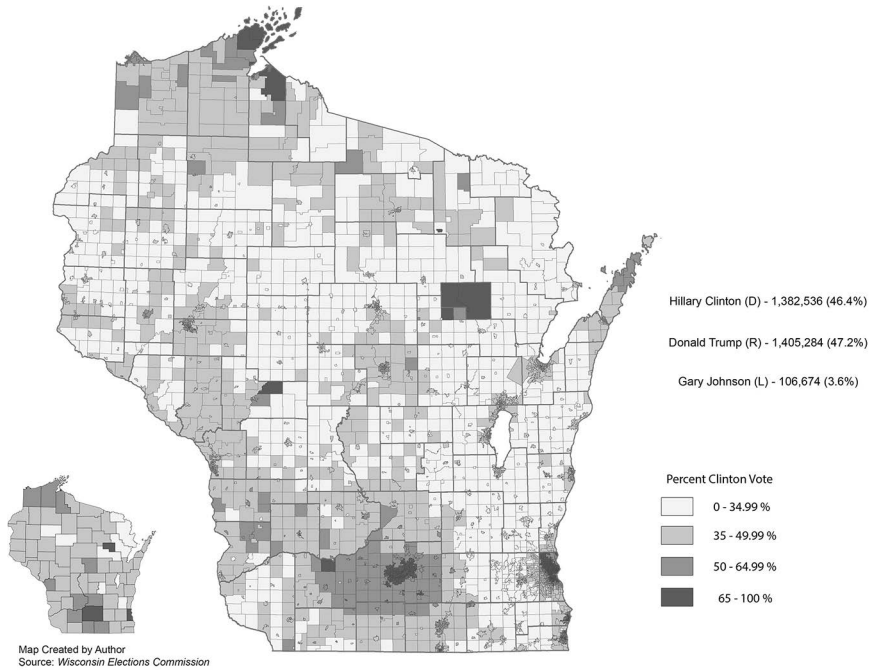 Hillary Clinton (D) - 1,382,536 (46.4%)
Donald Trump (R) - 1,405,284 (47.2%)
Gary Johnson (L) - 106,674 (3.6%)
Percent Clinton Vote
0 - 34.99 %
35 - 49.99 %
50 - 64.99 %
65 - 100 %
Map Created by Author
Source: Wisconsin Elections Commission